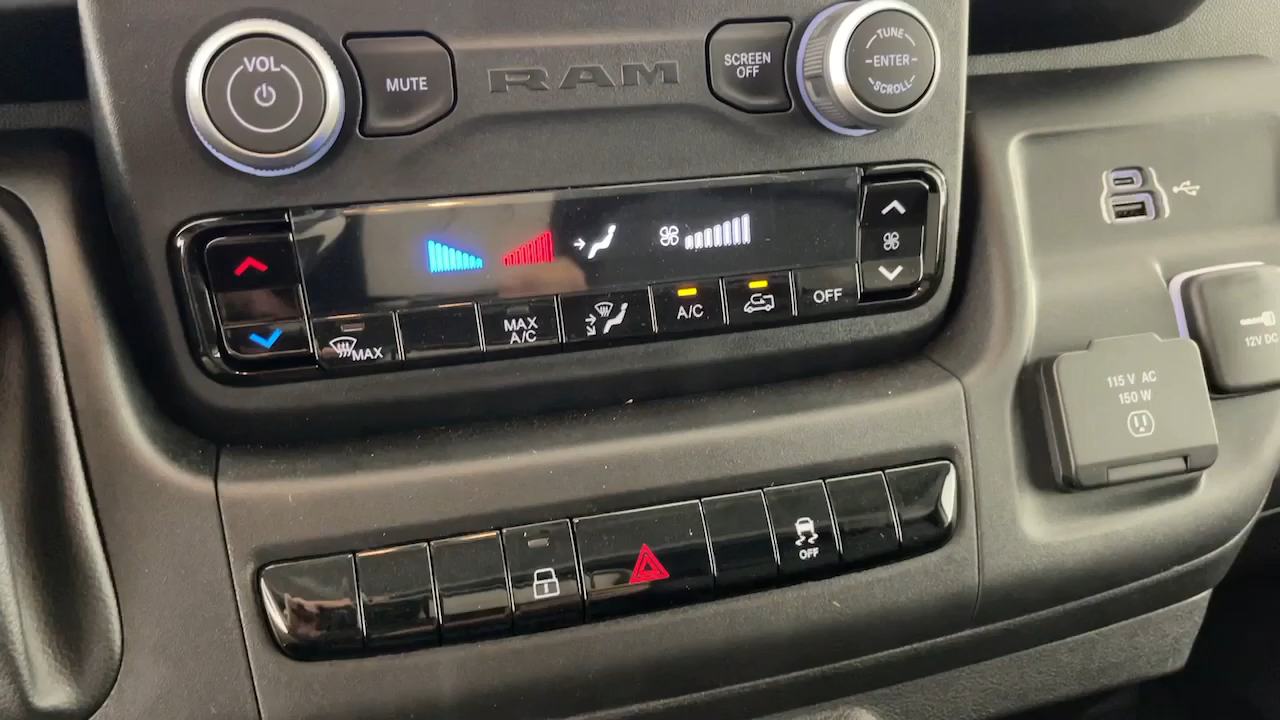 VOL
MUTE
RAM
SCREEN
OFF
TUNE
-ENTER-
SCROLL
MAX
MAX
A/C
A/C
OFF
115 V AC
150 W
12V DC
OFF